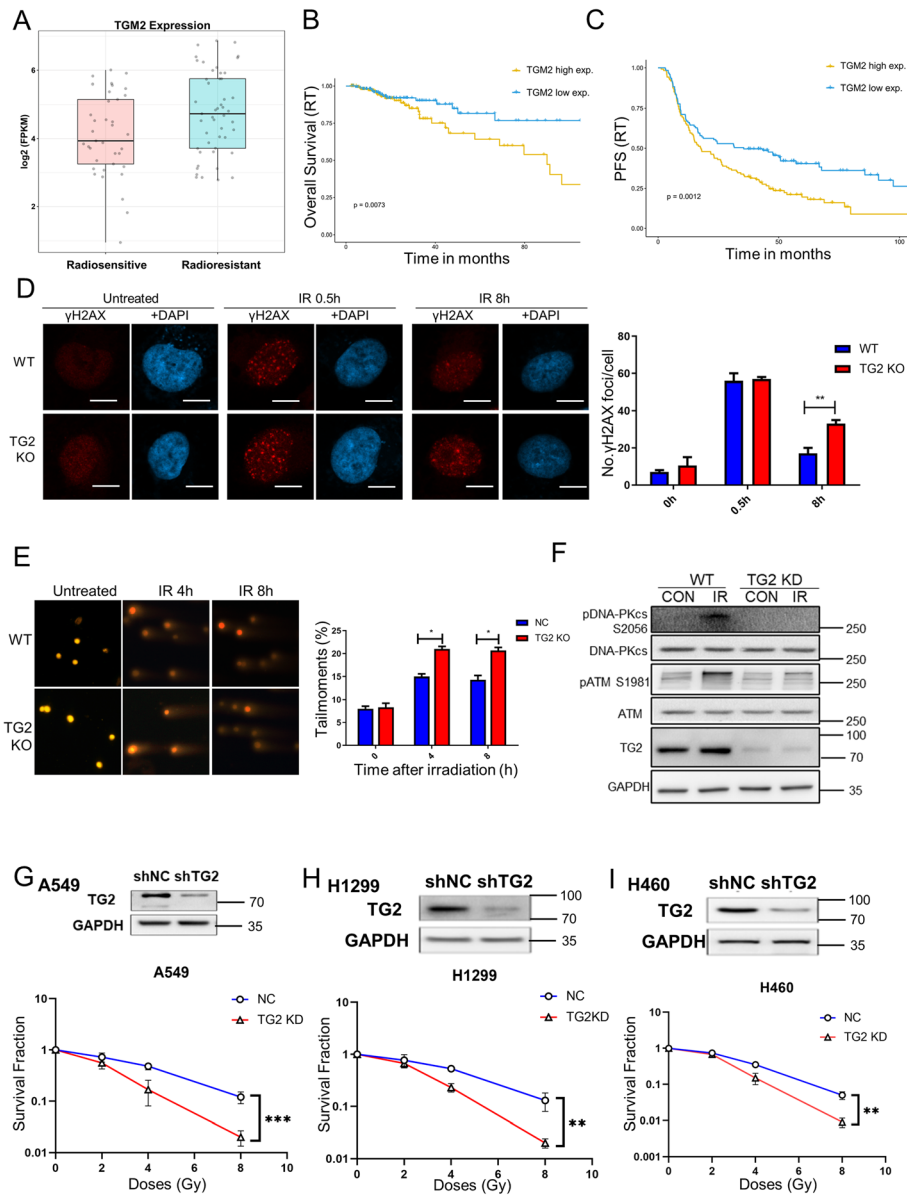 A
TGM2 Expression
log2 (FPKM)
6
4
2
Radiosensitive
Radioresistant
B
TGM2 high exp.
TGM2 low exp.
Overall Survival (RT)
1.00
0.75
0.50
0.25
0.00
p = 0.0073
0
40
80
Time in months
C
TGM2 high exp.
TGM2 low exp.
PFS (RT)
1.00
0.75
0.50
0.25
0.00
p = 0.0012
0
50
100
Time in months
D
Untreated
IR 0.5h
IR 8h
γH2AX
+DAPI
γH2AX
+DAPI
γH2AX
+DAPI
WT
TG2
KO
No.γH2AX foci/cell
80
60
40
20
0
WT
TG2 KO
**
0h
0.5h
8h
E
Untreated
IR 4h
IR 8h
WT
TG2
KO
Tailmoments (%)
25
20
15
10
5
0
NC
TG2 KO
*
*
0
4
8
Time after irradiation (h)
F
WT
TG2 KD
CON
IR
CON
IR
pDNA-PKcs
S2056
250
DNA-PKcs
250
pATM S1981
250
ATM
250
TG2
100
70
GAPDH
35
G
A549
shNC shTG2
TG2
70
GAPDH
35
A549
NC
TG2 KD
Survival Fraction
10
1
0.1
0.01
***
0
2
4
6
8
10
Doses (Gy)
H
H1299
shNC shTG2
TG2
100
70
GAPDH
35
H1299
NC
TG2KD
Survival Fraction
10
1
0.1
0.01
**
0
2
4
6
8
10
Doses (Gy)
I
H460
shNC shTG2
TG2
100
70
GAPDH
35
H460
NC
TG2 KD
Survival Fraction
10
1
0.1
0.01
0.001
**
0
2
4
6
8
10
Doses (Gy)